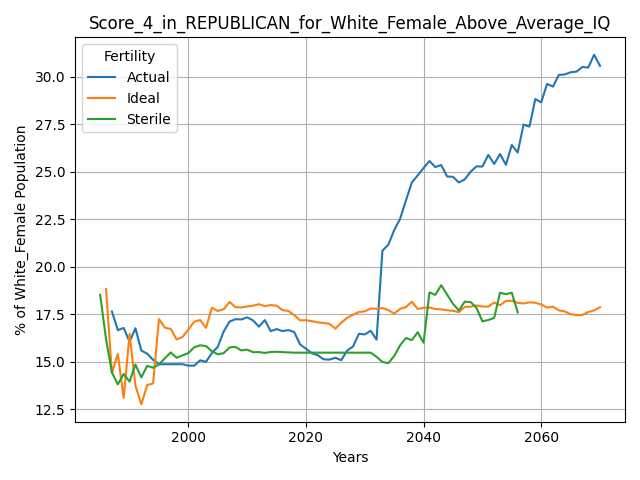 Score_4_in_REPUBLICAN_for_White_Female_Above_Average_IQ
Fertility
Actual
Ideal
Sterile
% of White_Female Population
30.0
27.5
25.0
22.5
20.0
17.5
15.0
12.5
2000
2020
2040
2060
Years